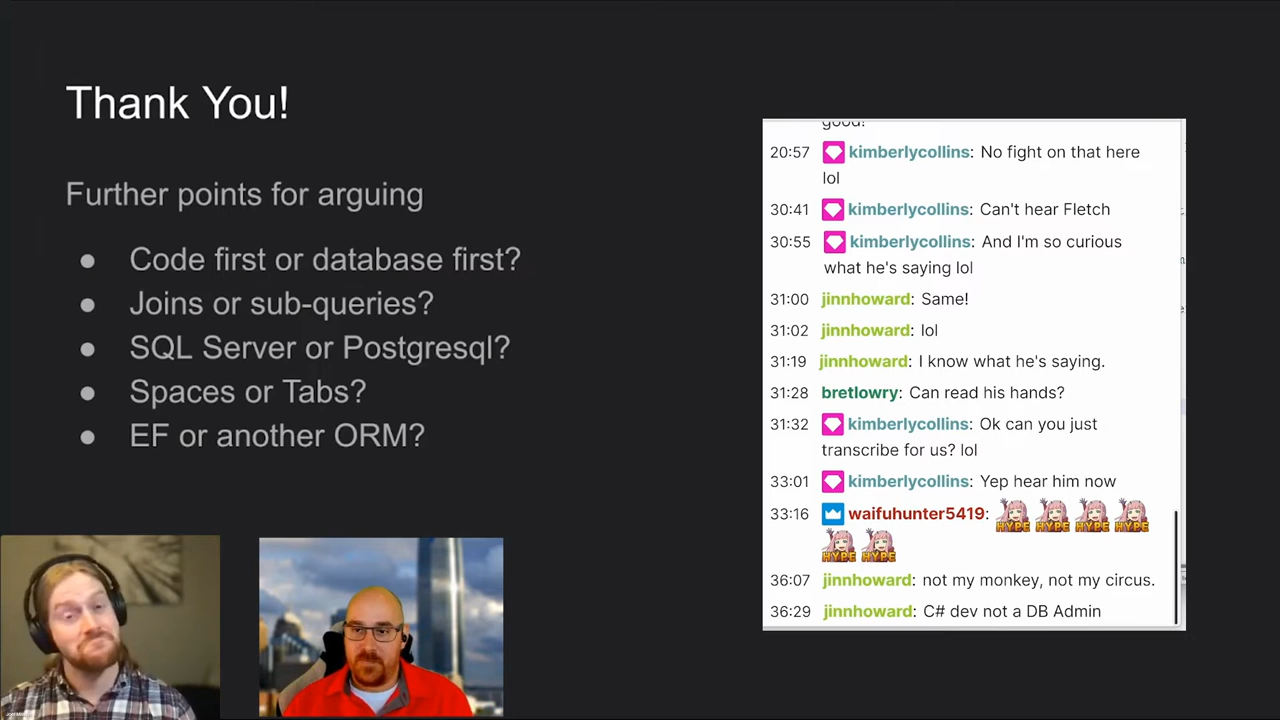 Thank You!
Further points for arguing
● Code first or database first?
● Joins or sub-queries?
● SQL Server or Postgresql?
● Spaces or Tabs?
● EF or another ORM?
good!
20:57 kimberlycollins: No fight on that here
lol
30:41 kimberlycollins: Can't hear Fletch
30:55 kimberlycollins: And I'm so curious
what he's saying lol
31:00 jinnhoward: Same!
31:02 jinnhoward: lol
31:19 jinnhoward: I know what he's saying.
31:28 bretlowry: Can read his hands?
31:32 kimberlycollins: Ok can you just
transcribe for us? lol
33:01 kimberlycollins: Yep hear him now
33:16 waifuhunter5419: HYPE HYPE HYPE HYPE
HYPE HYPE
36:07 jinnhoward: not my monkey, not my circus.
36:29 jinnhoward: C# dev not a DB Admin